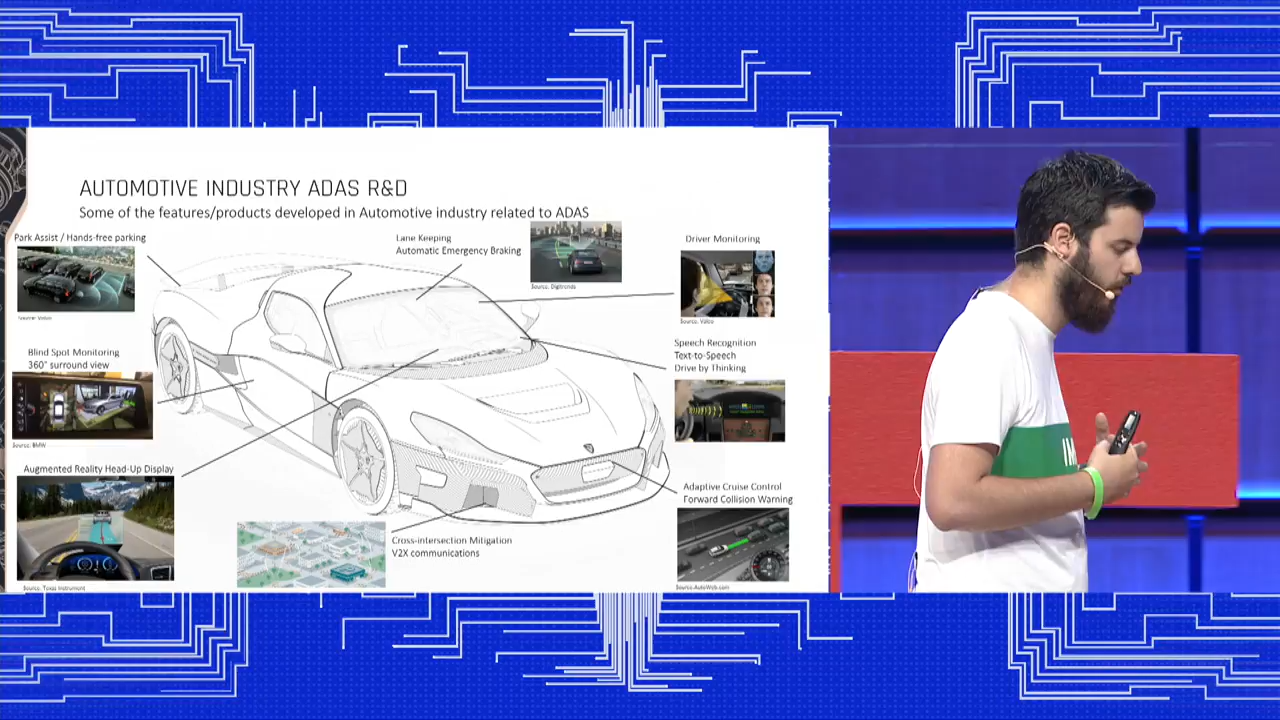 AUTOMOTIVE INDUSTRY ADAS R&D
Some of the features/products developed in Automotive industry related to ADAS
Park Assist / Hands-free parking
Lane Keeping
Automatic Emergency Braking
Source: Digitrends
Driver Monitoring
Source: Valeo
Blind Spot Monitoring
360° surround view
Source: BMW
Speech Recognition
Text-to-Speech
Drive by Thinking
Augmented Reality Head-Up Display
Source: Texas Instrument
Cross-intersection Mitigation
V2X communications
Adaptive Cruise Control
Forward Collision Warning
Source: AutoWeb.com
IM